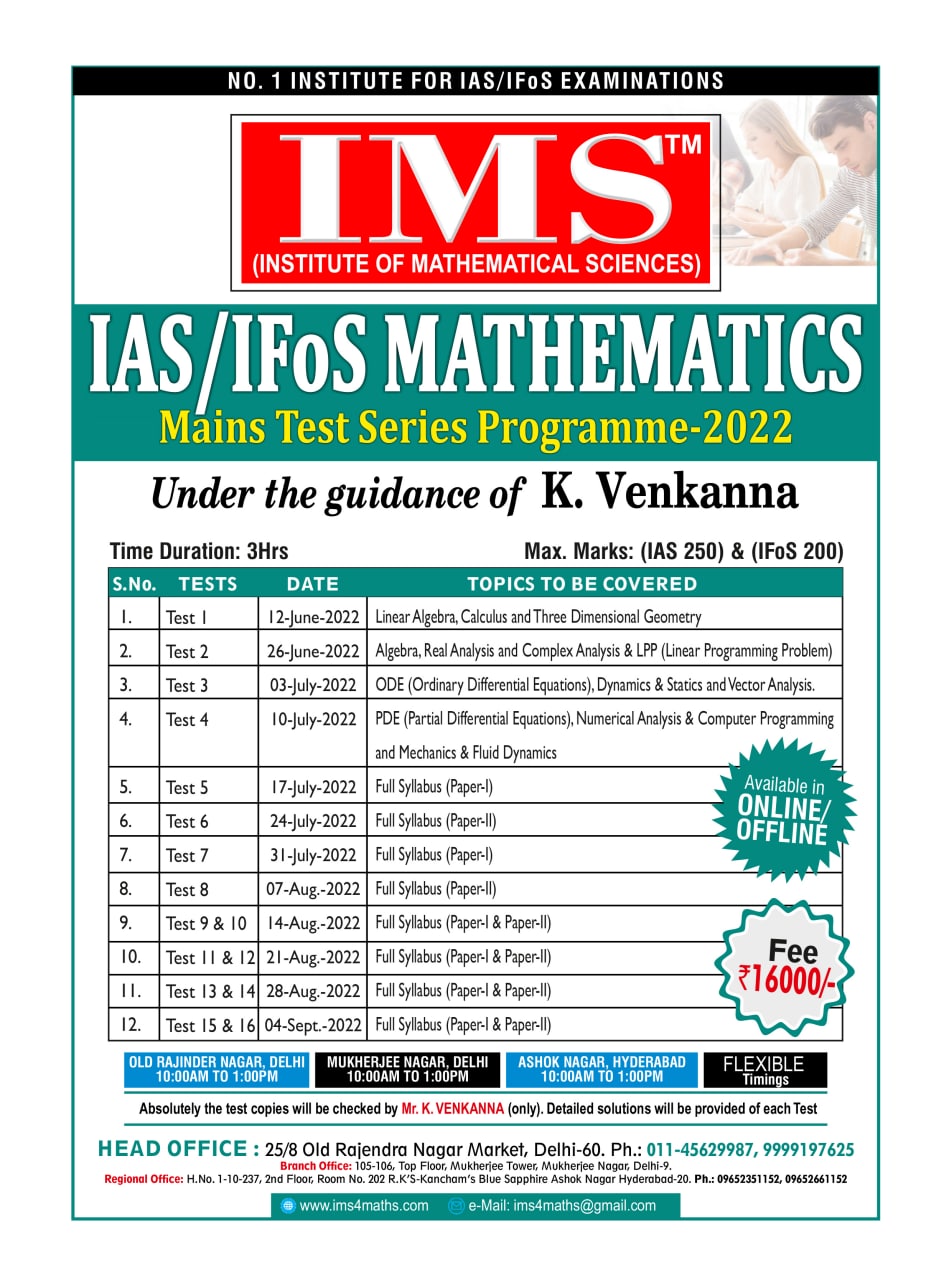 NO. 1 INSTITUTE FOR IAS/IFoS EXAMINATIONS
IMS™
(INSTITUTE OF MATHEMATICAL SCIENCES)
IAS/IFoS MATHEMATICS
Mains Test Series Programme-2022
Under the guidance of K. Venkanna
Time Duration: 3Hrs Max. Marks: (IAS 250) & (IFoS 200)
S.No. TESTS DATE TOPICS TO BE COVERED
1. Test 1 12-June-2022 Linear Algebra, Calculus and Three Dimensional Geometry
2. Test 2 26-June-2022 Algebra, Real Analysis and Complex Analysis & LPP (Linear Programming Problem)
3. Test 3 03-July-2022 ODE (Ordinary Differential Equations), Dynamics & Statics and Vector Analysis.
4. Test 4 10-July-2022 PDE (Partial Differential Equations), Numerical Analysis & Computer Programming
and Mechanics & Fluid Dynamics
5. Test 5 17-July-2022 Full Syllabus (Paper-I)
6. Test 6 24-July-2022 Full Syllabus (Paper-II)
7. Test 7 31-July-2022 Full Syllabus (Paper-I)
8. Test 8 07-Aug.-2022 Full Syllabus (Paper-II)
9. Test 9 & 10 14-Aug-2022 Full Syllabus (Paper-I & Paper-II)
10. Test 11 & 12 21-Aug-2022 Full Syllabus (Paper-I & Paper-II)
11. Test 13 & 14 28-Aug.-2022 Full Syllabus (Paper-I & Paper-II)
12. Test 15 & 16 04-Sept.-2022 Full Syllabus (Paper-I & Paper-II)
Available in
ONLINE/
OFFLINE
Fee
₹16000/-
OLD RAJINDER NAGAR, DELHI
10:00AM TO 1:00PM
MUKHERJEE NAGAR, DELHI
10:00AM TO 1:00PM
ASHOK NAGAR, HYDERABAD
10:00AM TO 1:00PM
FLEXIBLE
Timings
Absolutely the test copies will be checked by Mr. K. VENKANNA (only). Detailed solutions will be provided of each Test
HEAD OFFICE : 25/8 Old Rajendra Nagar Market, Delhi-60. Ph.: 011-45629987, 9999197625
Branch Office: 105-106, Top Floor, Mukherjee Tower, Mukherjee Nagar, Delhi-9.
Regional Office: H.No. 1-10-237, 2nd Floor, Room No. 202 R.K'S-Kancham's Blue Sapphire Ashok Nagar Hyderabad-20. Ph.: 09652351152, 09652661152
www.ims4maths.com e-Mail: ims4maths@gmail.com